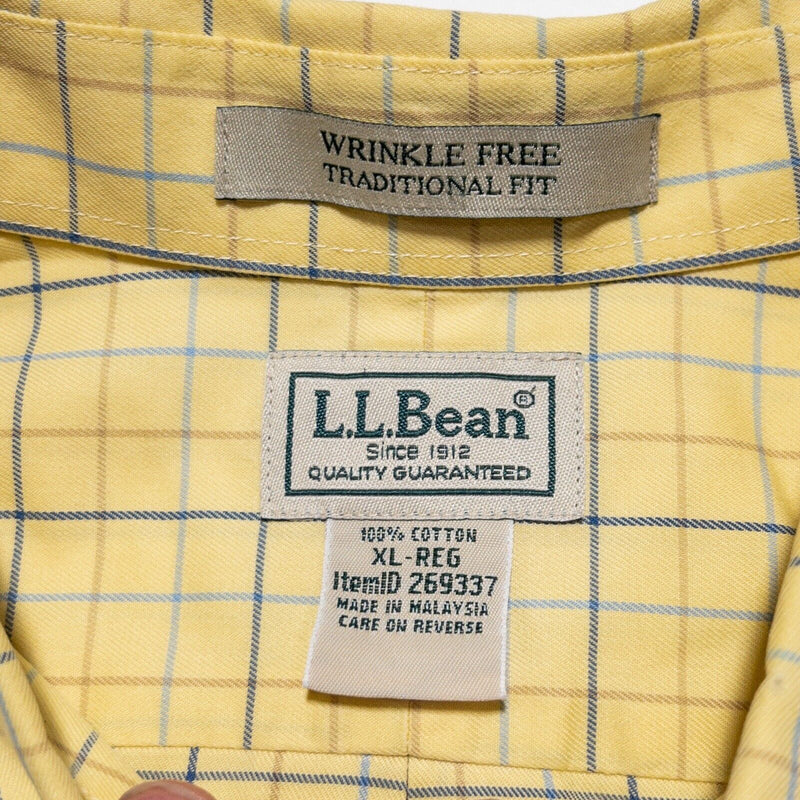 WRINKLE FREE
TRADITIONAL FIT
L.L.Bean®
Since 1912
QUALITY GUARANTEED
100% COTTON
XL-REG
ItemID 269337
MADE IN MALAYSIA
CARE ON REVERSE